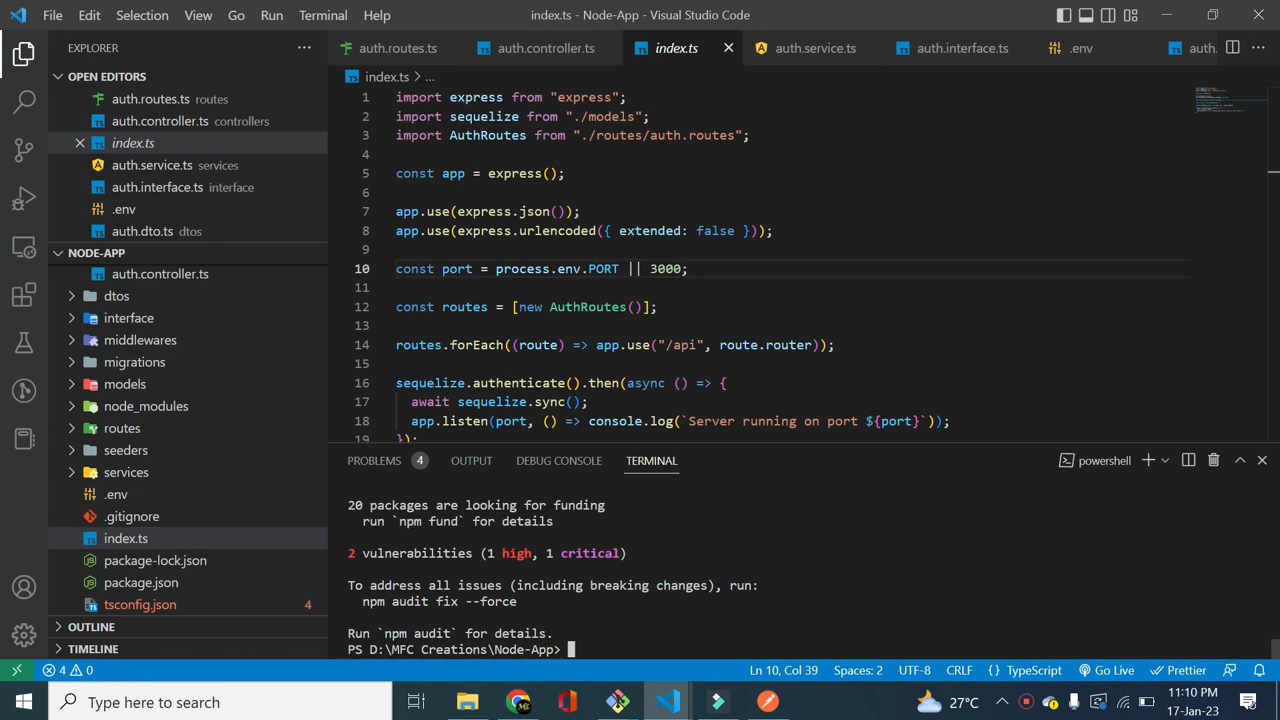 File Edit Selection View Go Run Terminal Help index.ts - Node-App - Visual Studio Code
EXPLORER
OPEN EDITORS
auth.routes.ts routes
auth.controller.ts controllers
index.ts
auth.service.ts services
auth.interface.ts interface
.env
auth.dto.ts dtos
NODE-APP
auth.controller.ts
dtos
interface
middlewares
migrations
models
node_modules
routes
seeders
services
.env
.gitignore
index.ts
package-lock.json
package.json
tsconfig.json 4
OUTLINE
TIMELINE
auth.routes.ts auth.controller.ts index.ts auth.service.ts auth.interface.ts .env auth.
index.ts > ...
1 import express from "express";
2 import sequelize from "./models";
3 import AuthRoutes from "./routes/auth.routes";
4
5 const app = express();
6
7 app.use(express.json());
8 app.use(express.urlencoded({ extended: false }));
9
10 const port = process.env.PORT || 3000;
11
12 const routes = [new AuthRoutes()];
13
14 routes.forEach((route) => app.use("/api", route.router));
15
16 sequelize.authenticate().then(async () => {
17 await sequelize.sync();
18 app.listen(port, () => console.log(`Server running on port ${port}`));
19 });
PROBLEMS 4 OUTPUT DEBUG CONSOLE TERMINAL powershell
20 packages are looking for funding
run `npm fund` for details
2 vulnerabilities (1 high, 1 critical)
To address all issues (including breaking changes), run:
npm audit fix --force
Run `npm audit` for details.
PS D:\MFC Creations\Node-App>
4 0 Ln 10, Col 39 Spaces: 2 UTF-8 CRLF { } TypeScript Go Live Prettier
Type here to search 27°C 11:10 PM
17-Jan-23